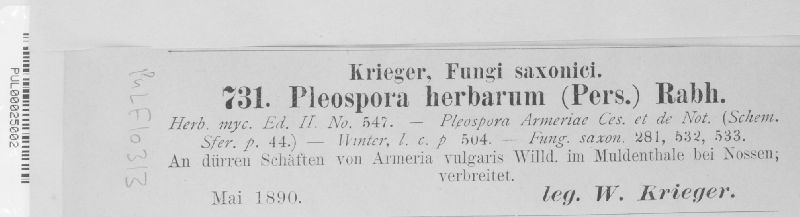 Krieger, Fungi saxonici.
731. Pleospora herbarum (Pers.) Rabh.
Herb. myc. Ed. II. No. 547. — Pleospora Armeriae Ces. et de Not. (Schem.
Sfer. p. 44.) — Winter, l. c. p 504. — Fung. saxon. 281, 532, 533.
An dürren Schäften von Armeria vulgaris Willd. im Muldenthale bei Nossen;
verbreitet.
Mai 1890. leg. W. Krieger.
PUL00025002
PULF10313